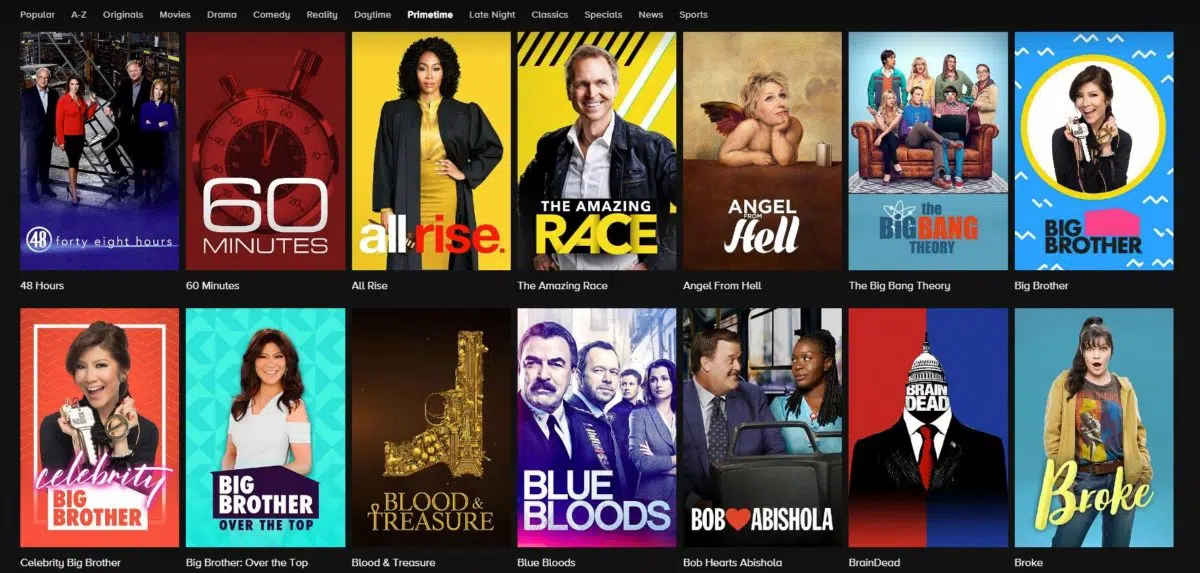 Popular A-Z Originals Movies Drama Comedy Reality Daytime Primetime Late Night Classics Specials News Sports
48 forty eight hours
60
MINUTES
all rise.
THE AMAZING
RACE
ANGEL
FROM
Hell
the
BIG BANG
THEORY
BIG
BROTHER
48 Hours 60 Minutes All Rise The Amazing Race Angel From Hell The Big Bang Theory Big Brother
celebrity
BIG
BROTHER
BIG
BROTHER
OVER THE TOP
BLOOD &
TREASURE
BLUE
BLOODS
BOB ABISHOLA
BRAIN
DEAD
Broke
Celebrity Big Brother Big Brother: Over the Top Blood & Treasure Blue Bloods Bob Hearts Abishola BrainDead Broke